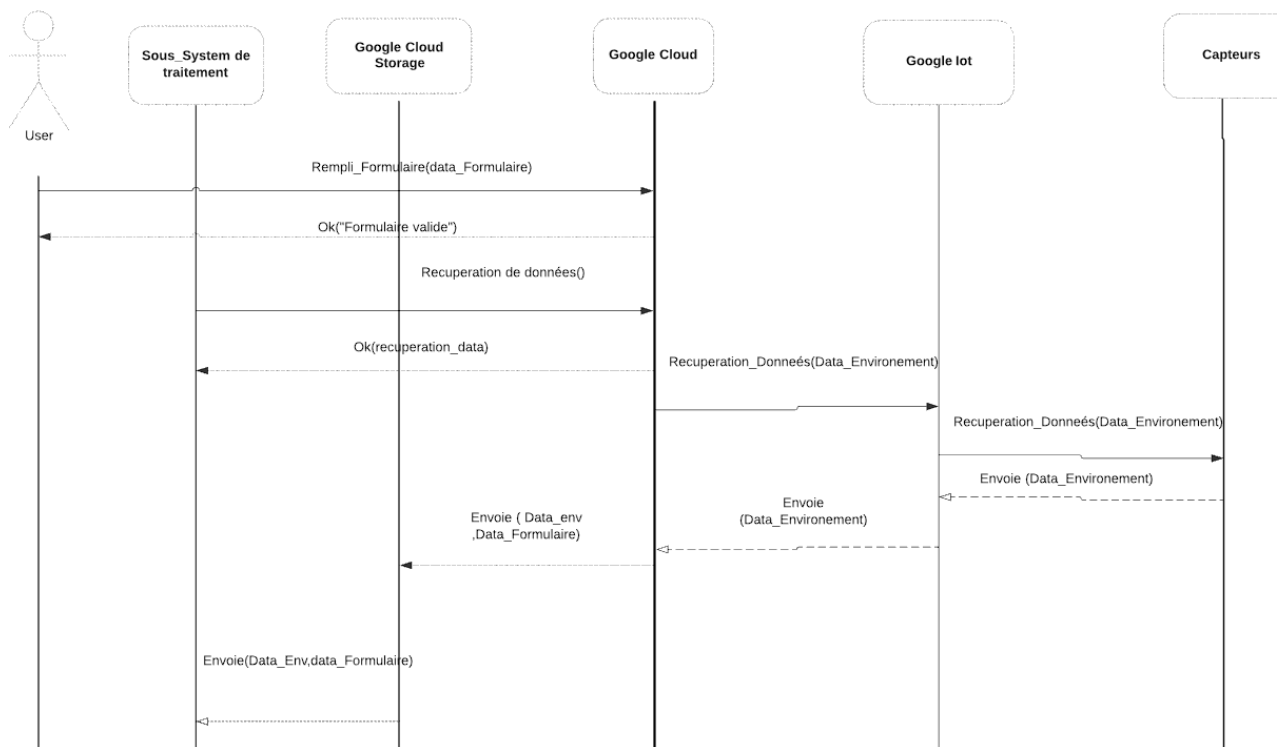 Sous_System de
traitement
Google Cloud
Storage
Google Cloud
Google Iot
Capteurs
User
Rempli_Formulaire(data_Formulaire)
Ok("Formulaire valide")
Recuperation de données()
Ok(recuperation_data)
Recuperation_Donneés(Data_Environement)
Recuperation_Donneés(Data_Environement)
Envoie (Data_Environement)
Envoie
(Data_Environement)
Envoie ( Data_env
,Data_Formulaire)
Envoie(Data_Env,data_Formulaire)